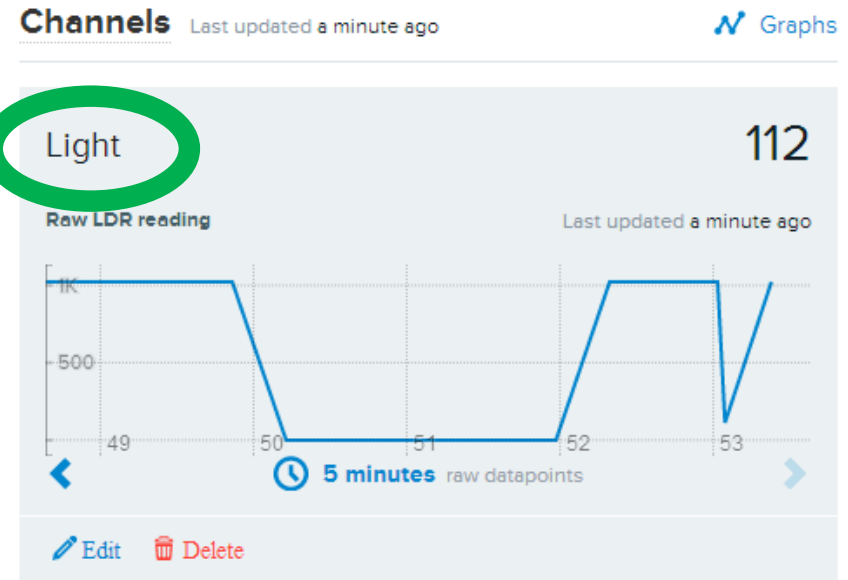 Channels Last updated a minute ago Graphs
Light 112
Raw LDR reading Last updated a minute ago
1K
500
49 50 51 52 53
5 minutes raw datapoints
Edit Delete